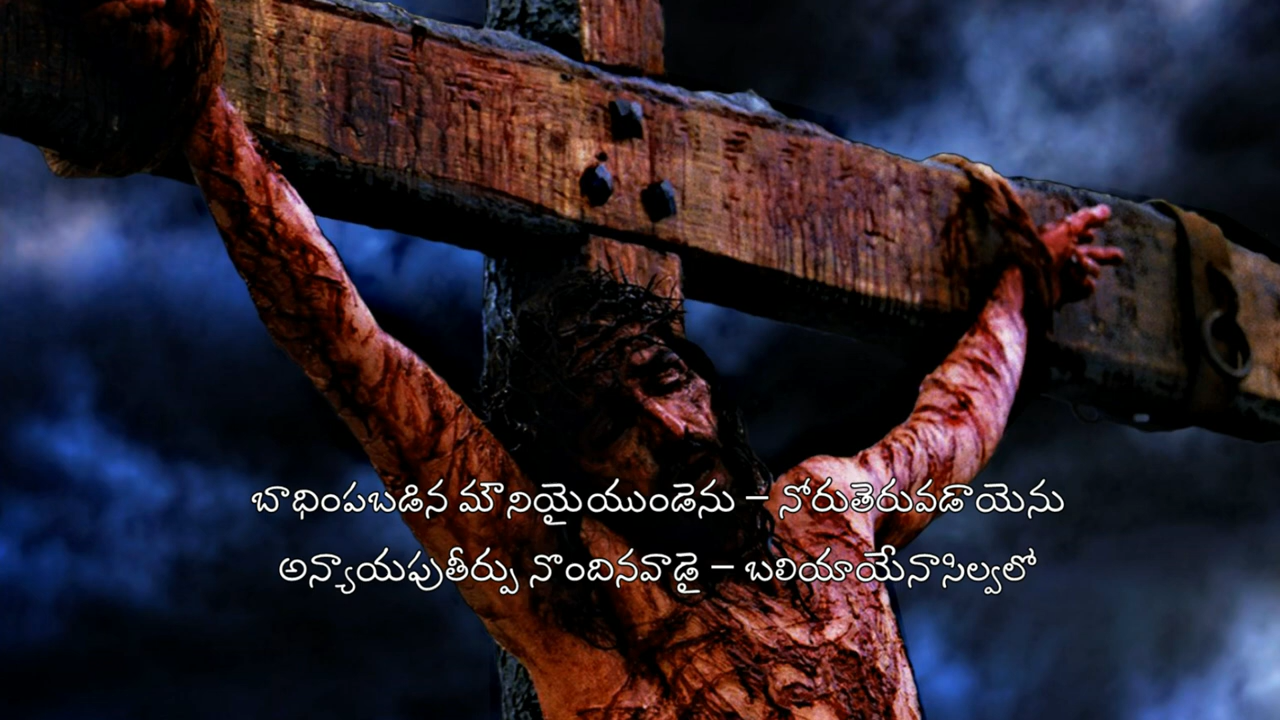 బాధింపబడిన మౌనియైయుండెను – నోరుతెరువడాయెను
అన్యాయపుతీర్పు నొందినవాడై – బలియాయేనాసిల్వలో